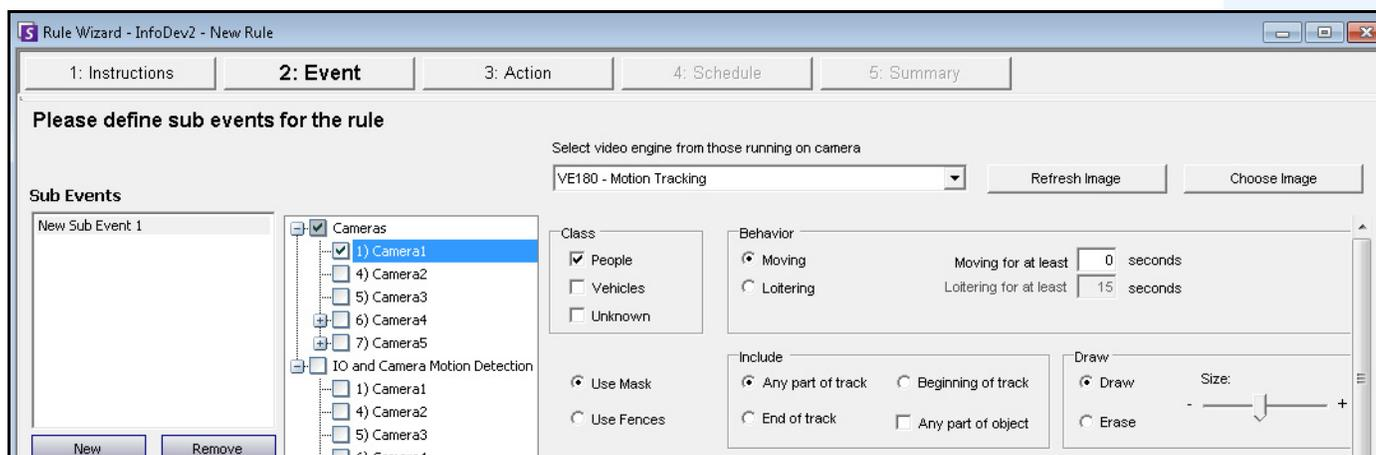 Rule Wizard - InfoDev2 - New Rule
1: Instructions
2: Event
3: Action
4: Schedule
5: Summary
Please define sub events for the rule
Select video engine from those running on camera
VE180 - Motion Tracking
Refresh Image
Choose Image
Sub Events
New Sub Event 1
New
Remove
Cameras
1) Camera1
4) Camera2
5) Camera3
6) Camera4
7) Camera5
IO and Camera Motion Detection
1) Camera1
4) Camera2
5) Camera3
Class
People
Vehicles
Unknown
Behavior
Moving
Moving for at least 0 seconds
Loitering
Loitering for at least 15 seconds
Use Mask
Use Fences
Include
Any part of track
Beginning of track
End of track
Any part of object
Draw
Draw
Erase
Size:
- +